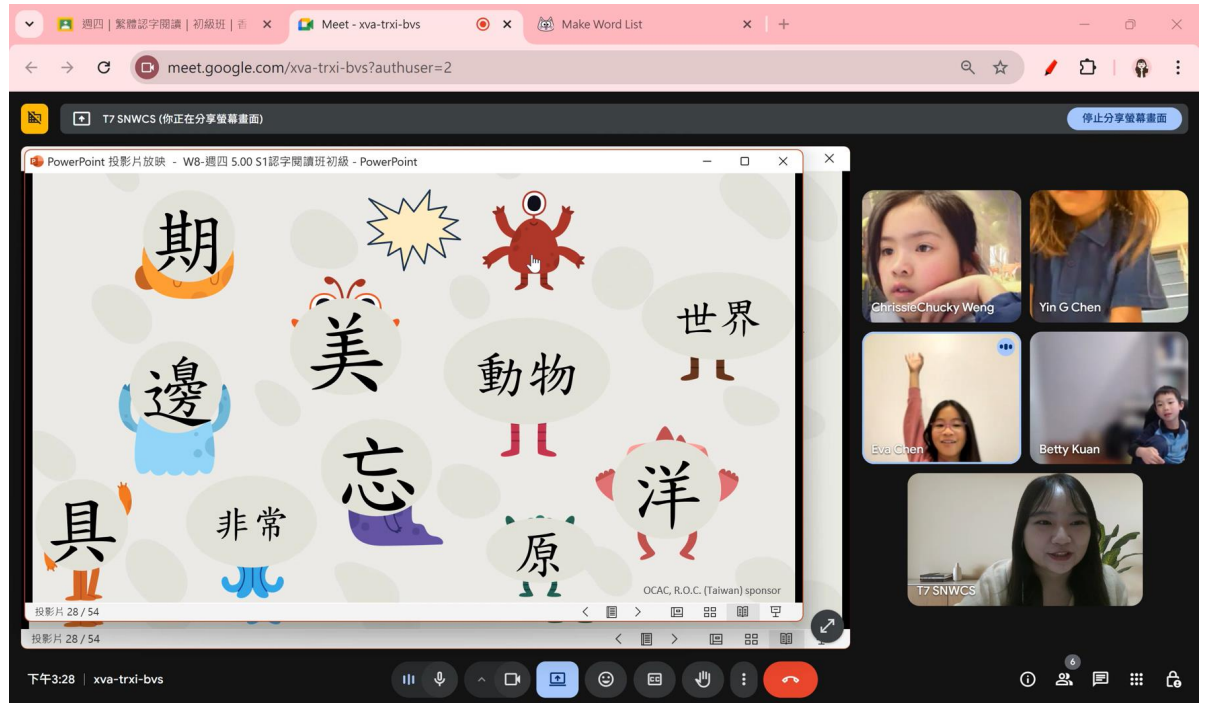 週四 | 繁體認字閱讀 | 初級班 | 香
Meet - xva-trxi-bvs
Make Word List
meet.google.com/xva-trxi-bvs?authuser=2
T7 SNWCS (你正在分享螢幕畫面)
停止分享螢幕畫面
PowerPoint 投影片放映 - W8-週四 5.00 S1認字閱讀班初級 - PowerPoint
期
美
世界
邊
動物
忘
洋
具
非常
原
OCAC, R.O.C. (Taiwan) sponsor
投影片 28 / 54
投影片 28 / 54
ChrissieChucky Weng
Yin G Chen
Eva Chen
Betty Kuan
T7 SNWCS
下午3:28 | xva-trxi-bvs
CC
6